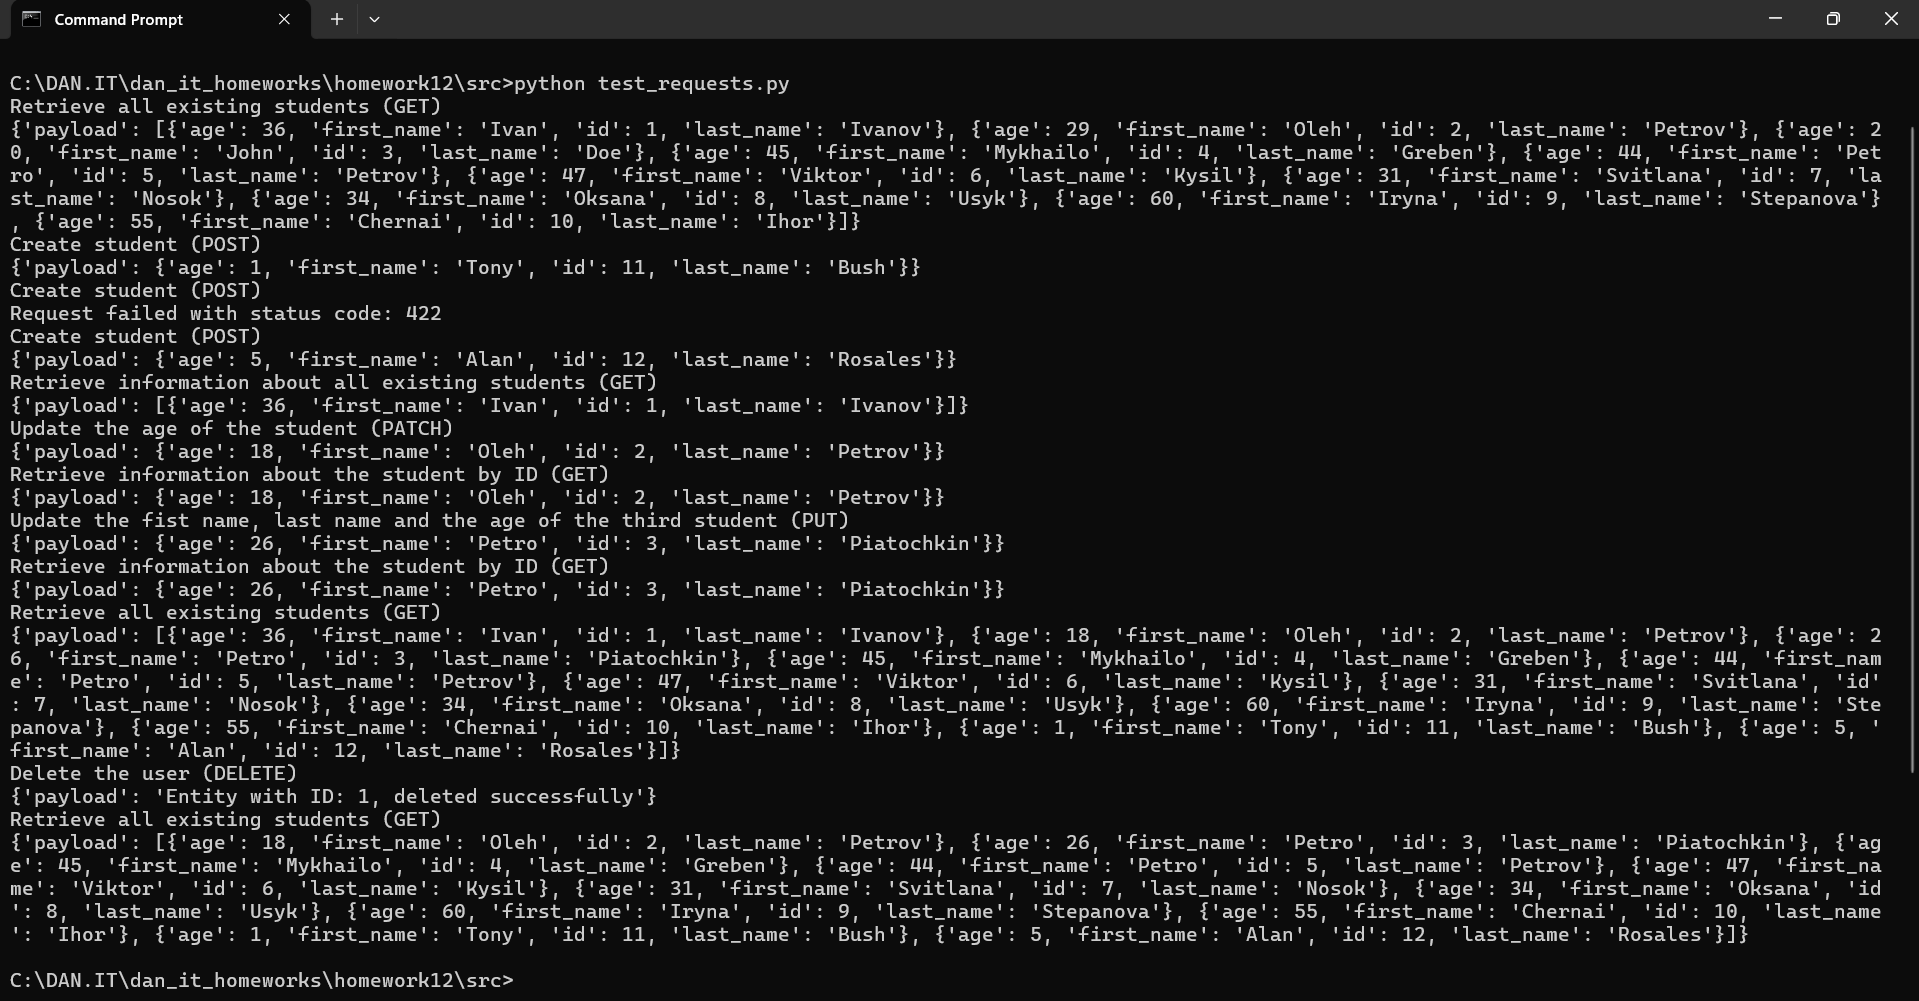 Command Prompt
C:\DAN.IT\dan_it_homeworks\homework12\src>python test_requests.py
Retrieve all existing students (GET)
{'payload': [{'age': 36, 'first_name': 'Ivan', 'id': 1, 'last_name': 'Ivanov'}, {'age': 29, 'first_name': 'Oleh', 'id': 2, 'last_name': 'Petrov'}, {'age': 2
0, 'first_name': 'John', 'id': 3, 'last_name': 'Doe'}, {'age': 45, 'first_name': 'Mykhailo', 'id': 4, 'last_name': 'Greben'}, {'age': 44, 'first_name': 'Pet
ro', 'id': 5, 'last_name': 'Petrov'}, {'age': 47, 'first_name': 'Viktor', 'id': 6, 'last_name': 'Kysil'}, {'age': 31, 'first_name': 'Svitlana', 'id': 7, 'la
st_name': 'Nosok'}, {'age': 34, 'first_name': 'Oksana', 'id': 8, 'last_name': 'Usyk'}, {'age': 60, 'first_name': 'Iryna', 'id': 9, 'last_name': 'Stepanova'}
, {'age': 55, 'first_name': 'Chernai', 'id': 10, 'last_name': 'Ihor'}]}
Create student (POST)
{'payload': {'age': 1, 'first_name': 'Tony', 'id': 11, 'last_name': 'Bush'}}
Create student (POST)
Request failed with status code: 422
Create student (POST)
{'payload': {'age': 5, 'first_name': 'Alan', 'id': 12, 'last_name': 'Rosales'}}
Retrieve information about all existing students (GET)
{'payload': [{'age': 36, 'first_name': 'Ivan', 'id': 1, 'last_name': 'Ivanov'}]}
Update the age of the student (PATCH)
{'payload': {'age': 18, 'first_name': 'Oleh', 'id': 2, 'last_name': 'Petrov'}}
Retrieve information about the student by ID (GET)
{'payload': {'age': 18, 'first_name': 'Oleh', 'id': 2, 'last_name': 'Petrov'}}
Update the fist name, last name and the age of the third student (PUT)
{'payload': {'age': 26, 'first_name': 'Petro', 'id': 3, 'last_name': 'Piatochkin'}}
Retrieve information about the student by ID (GET)
{'payload': {'age': 26, 'first_name': 'Petro', 'id': 3, 'last_name': 'Piatochkin'}}
Retrieve all existing students (GET)
{'payload': [{'age': 36, 'first_name': 'Ivan', 'id': 1, 'last_name': 'Ivanov'}, {'age': 18, 'first_name': 'Oleh', 'id': 2, 'last_name': 'Petrov'}, {'age': 2
6, 'first_name': 'Petro', 'id': 3, 'last_name': 'Piatochkin'}, {'age': 45, 'first_name': 'Mykhailo', 'id': 4, 'last_name': 'Greben'}, {'age': 44, 'first_nam
e': 'Petro', 'id': 5, 'last_name': 'Petrov'}, {'age': 47, 'first_name': 'Viktor', 'id': 6, 'last_name': 'Kysil'}, {'age': 31, 'first_name': 'Svitlana', 'id'
: 7, 'last_name': 'Nosok'}, {'age': 34, 'first_name': 'Oksana', 'id': 8, 'last_name': 'Usyk'}, {'age': 60, 'first_name': 'Iryna', 'id': 9, 'last_name': 'Ste
panova'}, {'age': 55, 'first_name': 'Chernai', 'id': 10, 'last_name': 'Ihor'}, {'age': 1, 'first_name': 'Tony', 'id': 11, 'last_name': 'Bush'}, {'age': 5, '
first_name': 'Alan', 'id': 12, 'last_name': 'Rosales'}]}
Delete the user (DELETE)
{'payload': 'Entity with ID: 1, deleted successfully'}
Retrieve all existing students (GET)
{'payload': [{'age': 18, 'first_name': 'Oleh', 'id': 2, 'last_name': 'Petrov'}, {'age': 26, 'first_name': 'Petro', 'id': 3, 'last_name': 'Piatochkin'}, {'ag
e': 45, 'first_name': 'Mykhailo', 'id': 4, 'last_name': 'Greben'}, {'age': 44, 'first_name': 'Petro', 'id': 5, 'last_name': 'Petrov'}, {'age': 47, 'first_na
me': 'Viktor', 'id': 6, 'last_name': 'Kysil'}, {'age': 31, 'first_name': 'Svitlana', 'id': 7, 'last_name': 'Nosok'}, {'age': 34, 'first_name': 'Oksana', 'id
': 8, 'last_name': 'Usyk'}, {'age': 60, 'first_name': 'Iryna', 'id': 9, 'last_name': 'Stepanova'}, {'age': 55, 'first_name': 'Chernai', 'id': 10, 'last_name
': 'Ihor'}, {'age': 1, 'first_name': 'Tony', 'id': 11, 'last_name': 'Bush'}, {'age': 5, 'first_name': 'Alan', 'id': 12, 'last_name': 'Rosales'}]}
C:\DAN.IT\dan_it_homeworks\homework12\src>